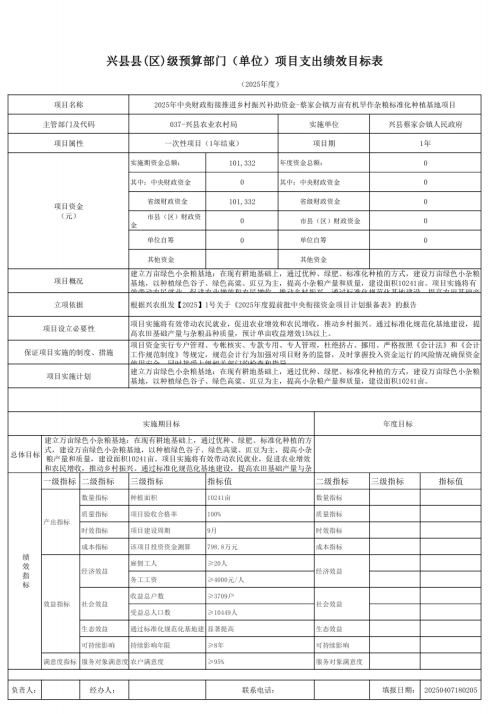 兴县县(区)级预算部门（单位）项目支出绩效目标表
（2025年度）
项目名称 2025年中央财政衔接推进乡村振兴补助资金-蔡家会镇万亩有机旱作杂粮标准化种植基地项目
主管部门及代码 037-兴县农业农村局 实施单位 兴县蔡家会镇人民政府
项目属性 一次性项目（1年结束） 项目期 1年
项目资金（元）
实施期资金总额： 101,332 年度资金总额： 0
其中：中央财政资金 0 其中：中央财政资金 0
省级财政资金 101,332 省级财政资金 0
市县（区）财政资金 0 市县（区）财政资金 0
单位自筹 0 单位自筹 0
其他资金 其他资金
项目概况
建立万亩绿色小杂粮基地：在现有耕地基础上，通过优种、绿肥、标准化种植的方式，建设万亩绿色小杂粮
基地，以种植绿色谷子、绿色高粱、豇豆为主，提高小杂粮产量和质量，建设面积10241亩。项目实施将有
立项依据 根据兴农组发【2025】1号关于《2025年度提前批中央衔接资金项目计划报备表》的报告
项目设立必要性
项目实施将有效带动农民就业，促进农业增效和农民增收，推动乡村振兴。通过标准化规范化基地建设，提
高农田基础产量与杂粮品种质量，预计单亩收益增效15%以上。
保证项目实施的制度、措施
项目资金实行专户管理、专帐核实、专款专用、专人管理，杜绝挤占、挪用。严格按照《会计法》和《会计
工作规范制度》等规定，规范会计行为加强对项目财务的监督，及时掌握投入资金运行的风险情况确保资金
项目实施计划
建立万亩绿色小杂粮基地：在现有耕地基础上，通过优种、绿肥、标准化种植的方式，建设万亩绿色小杂粮
基地，以种植绿色谷子、绿色高粱、豇豆为主，提高小杂粮产量和质量，建设面积10241亩。
实施期目标 年度目标
总体目标
建立万亩绿色小杂粮基地：在现有耕地基础上，通过优种、绿肥、标准化种植的方
式，建设万亩绿色小杂粮基地，以种植绿色谷子、绿色高粱、豇豆为主，提高小杂
粮产量和质量，建设面积10241亩。项目实施将有效带动农民就业，促进农业增效
和农民增收，推动乡村振兴。通过标准化规范化基地建设，提高农田基础产量与杂
绩效指标
一级指标 二级指标 三级指标 指标值 二级指标 三级指标 指标值
产出指标
数量指标 种植面积 10241亩 数量指标
质量指标 项目验收合格率 100% 质量指标
时效指标 项目建设周期 9月 时效指标
成本指标 该项目投资资金测算 798.8万元 成本指标
效益指标
经济效益 雇佣工人 ≥20人 经济效益
务工工资 ≥4000元/人
社会效益 收益总户数 ≥3709户 社会效益
受益总人口数 ≥10449人
生态效益 通过标准化规范化基地建 显著提高 生态效益
可持续影响 持续影响年限 ≥8年 可持续影响
满意度指标 服务对象满意度 农户满意度 ≥95% 服务对象满意度
负责人： 经办人： 联系电话： 填报日期： 20250407180205